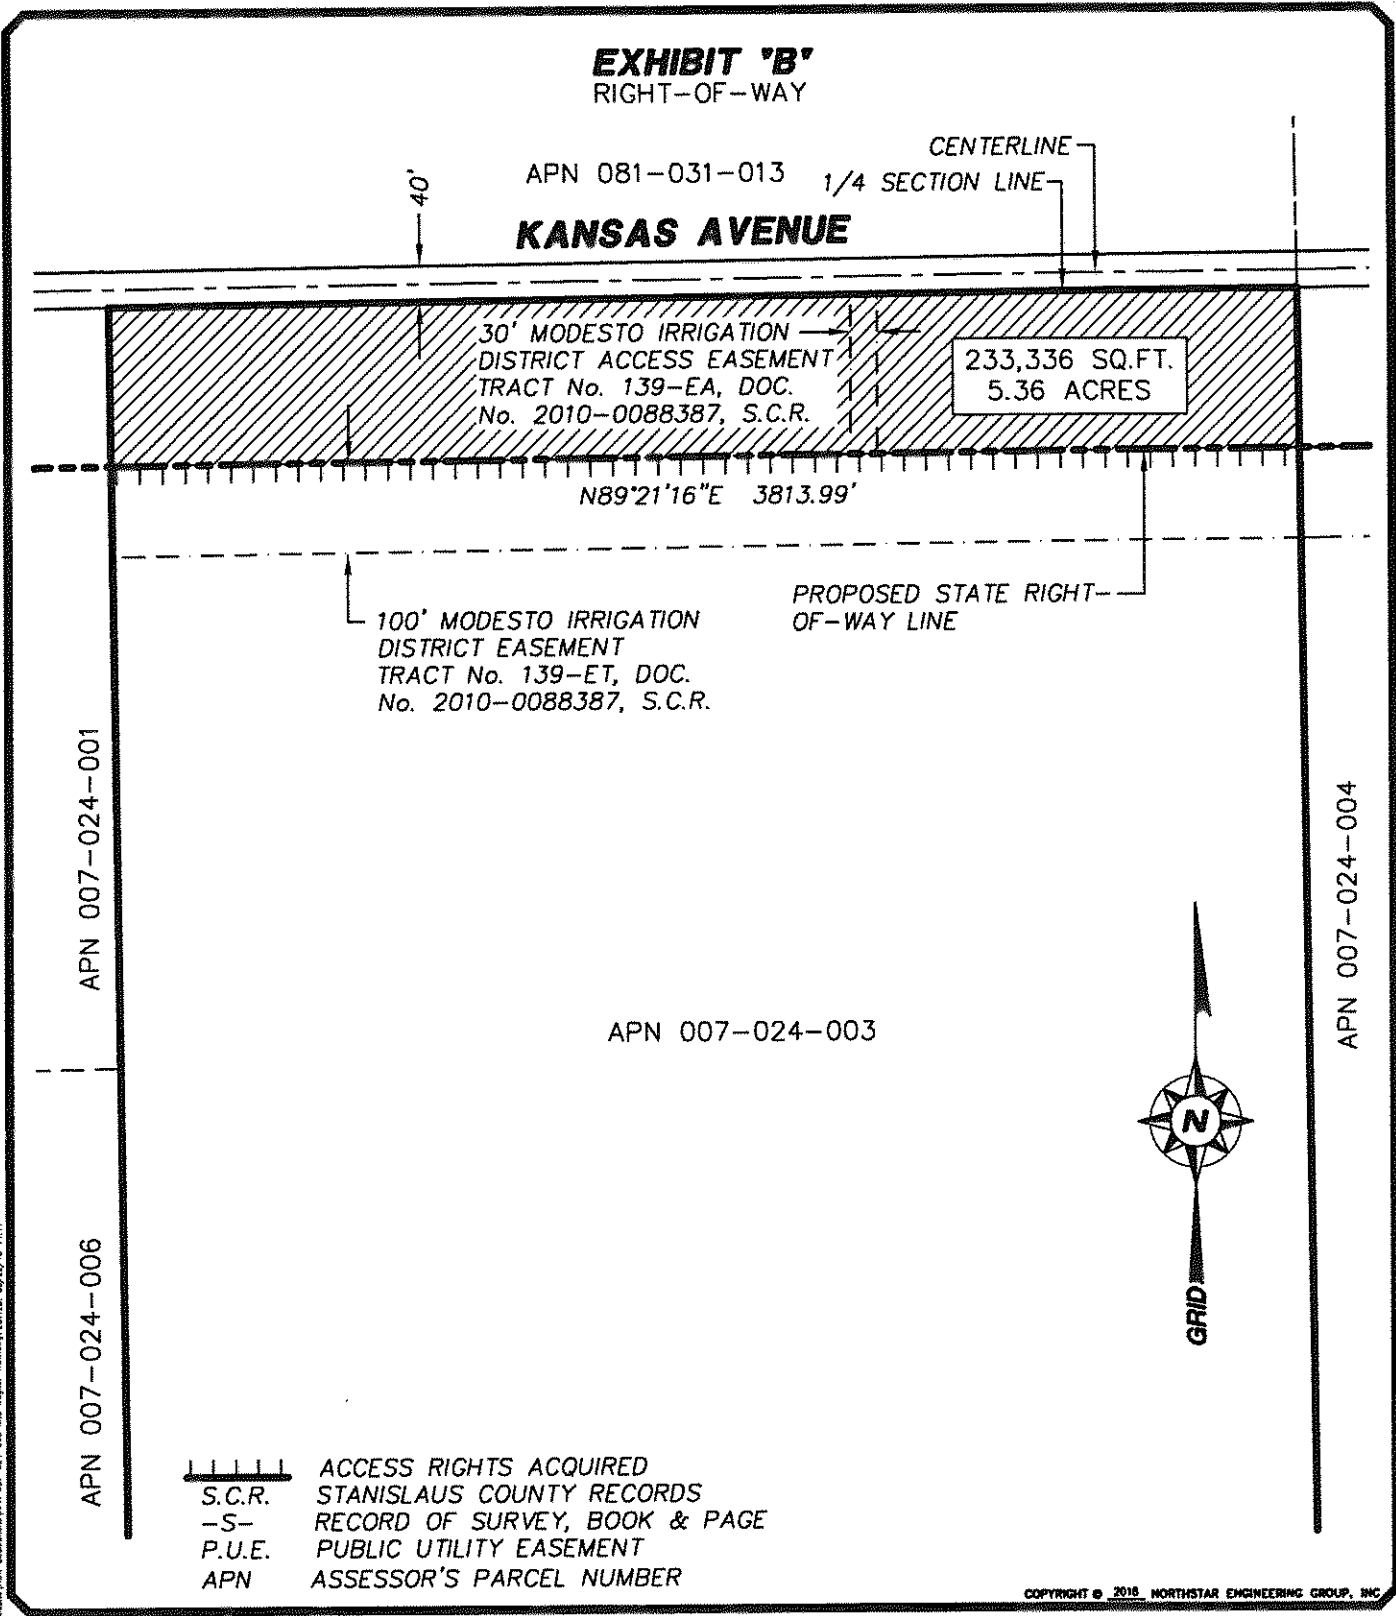 EXHIBIT "B"
RIGHT-OF-WAY
CENTERLINE
APN 081-031-013
1/4 SECTION LINE
40'
KANSAS AVENUE
30' MODESTO IRRIGATION
DISTRICT ACCESS EASEMENT
TRACT No. 139-EA, DOC.
No. 2010-0088387, S.C.R.
233,336 SQ.FT.
5.36 ACRES
N89°21'16"E 3813.99'
100' MODESTO IRRIGATION
DISTRICT EASEMENT
TRACT No. 139-ET, DOC.
No. 2010-0088387, S.C.R.
PROPOSED STATE RIGHT-
OF-WAY LINE
APN 007-024-001
APN 007-024-004
APN 007-024-003
N
GRID
APN 007-024-006
ACCESS RIGHTS ACQUIRED
S.C.R. STANISLAUS COUNTY RECORDS
-S- RECORD OF SURVEY, BOOK & PAGE
P.U.E. PUBLIC UTILITY EASEMENT
APN ASSESSOR'S PARCEL NUMBER
COPYRIGHT © 2018 NORTHSTAR ENGINEERING GROUP, INC